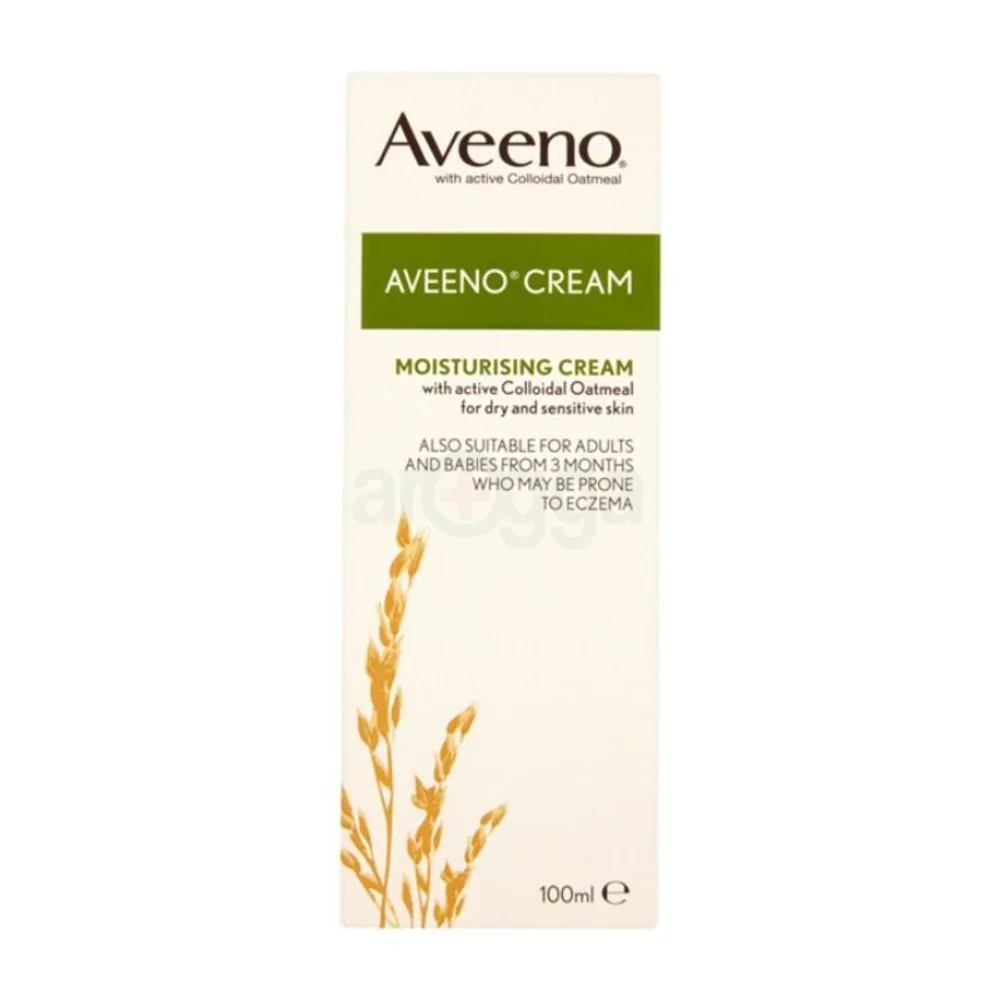 Aveeno®
with active Colloidal Oatmeal
AVEENO® CREAM
MOISTURISING CREAM
with active Colloidal Oatmeal
for dry and sensitive skin
ALSO SUITABLE FOR ADULTS
AND BABIES FROM 3 MONTHS
WHO MAY BE PRONE
TO ECZEMA
arogga
100ml ℮